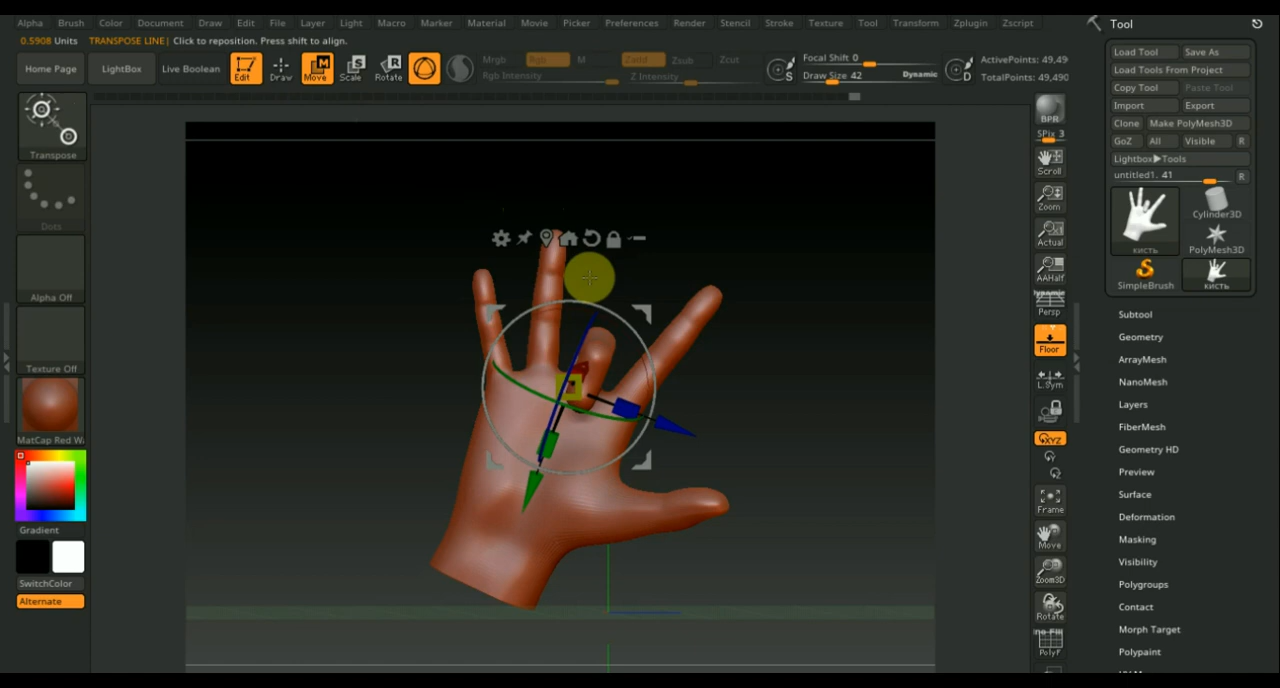 Alpha Brush Color Document Draw Edit File Layer Light Macro Marker Material Movie Picker Preferences Render Stencil Stroke Texture Tool Transform Zplugin Zscript Tool
0.5908 Units TRANSPOSE LINE| Click to reposition. Press shift to align.
Home Page LightBox Live Boolean Edit Draw Move Scale Rotate
Mrgb Rgb M Zadd Zsub Zcut
Rgb Intensity Z Intensity
Focal Shift 0
Draw Size 42 Dynamic
ActivePoints: 49,49
TotalPoints: 49,490
Transpose
Dots
Alpha Off
Texture Off
MatCap Red W
Gradient
SwitchColor
Alternate
BPR
SPix 3
Scroll
Zoom
Actual
AAHalf
Dynamic
Persp
Floor
L.Sym
XYZ
Frame
Move
Zoom3D
Rotate
PolyF
Load Tool Save As
Load Tools From Project
Copy Tool Paste Tool
Import Export
Clone Make PolyMesh3D
GoZ All Visible R
Lightbox▶Tools
untitled1. 41 R
Cylinder3D
кисть PolyMesh3D
SimpleBrush кисть
Subtool
Geometry
ArrayMesh
NanoMesh
Layers
FiberMesh
Geometry HD
Preview
Surface
Deformation
Masking
Visibility
Polygroups
Contact
Morph Target
Polypaint